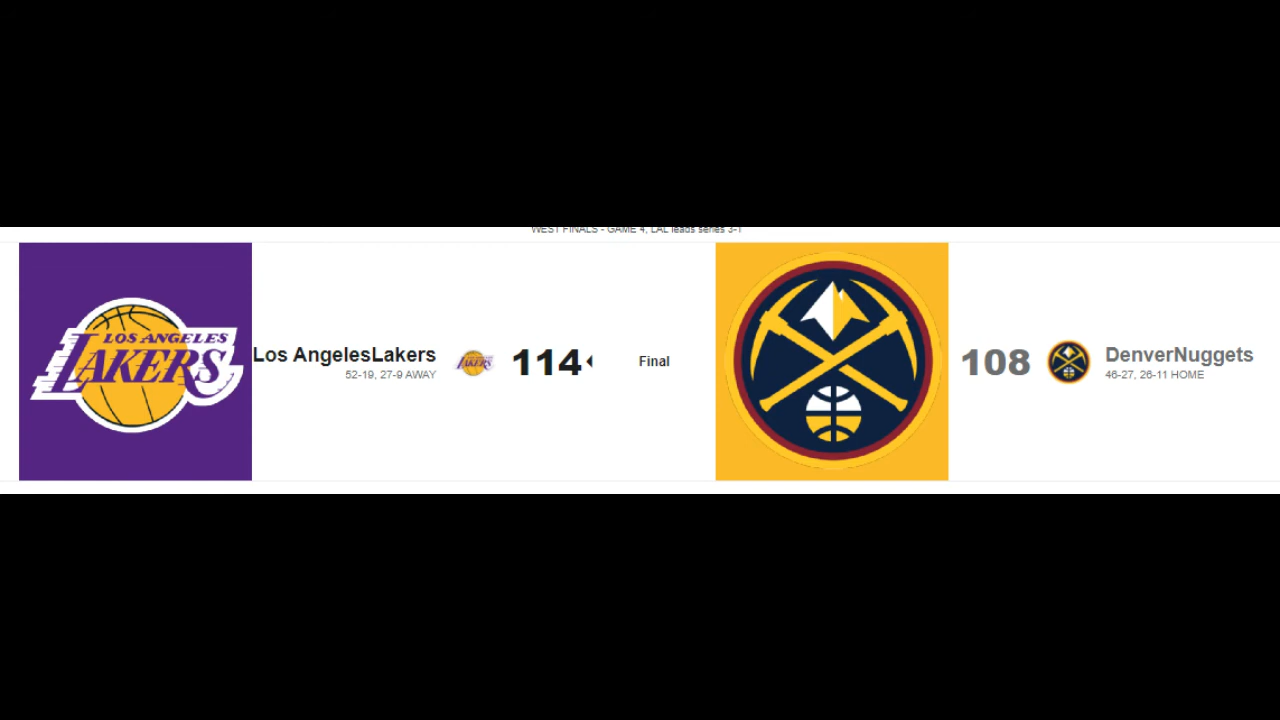 WEST FINALS - GAME 4, LAL leads series 3-1
LOS ANGELES
LAKERS
Los AngelesLakers
52-19, 27-9 AWAY
LAKERS
114
Final
108
DenverNuggets
46-27, 26-11 HOME